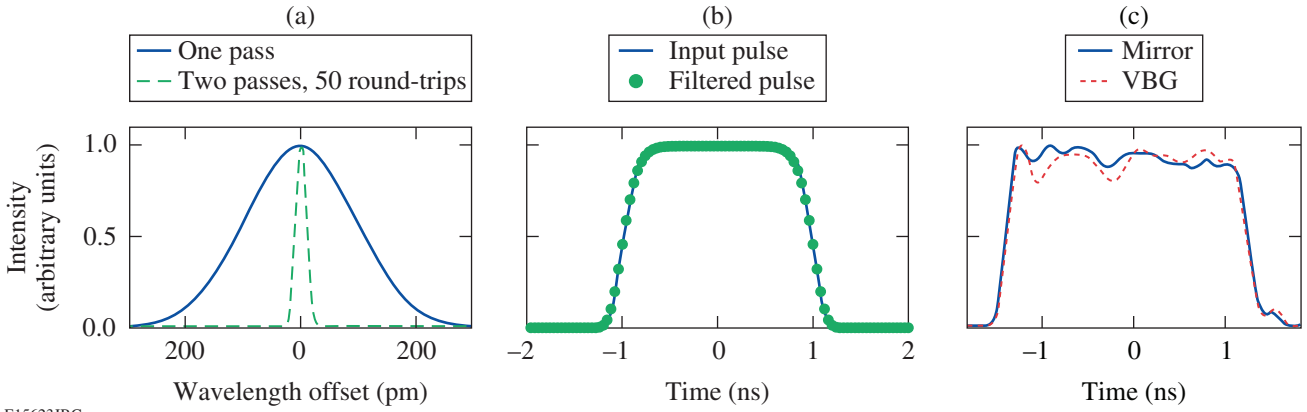 (a)
One pass
Two passes, 50 round-trips
(b)
Input pulse
Filtered pulse
(c)
Mirror
VBG
Intensity
(arbitrary units)
1.0
0.5
0.0
200 0 200
Wavelength offset (pm)
−2 −1 0 1 2
Time (ns)
−1 0 1
Time (ns)